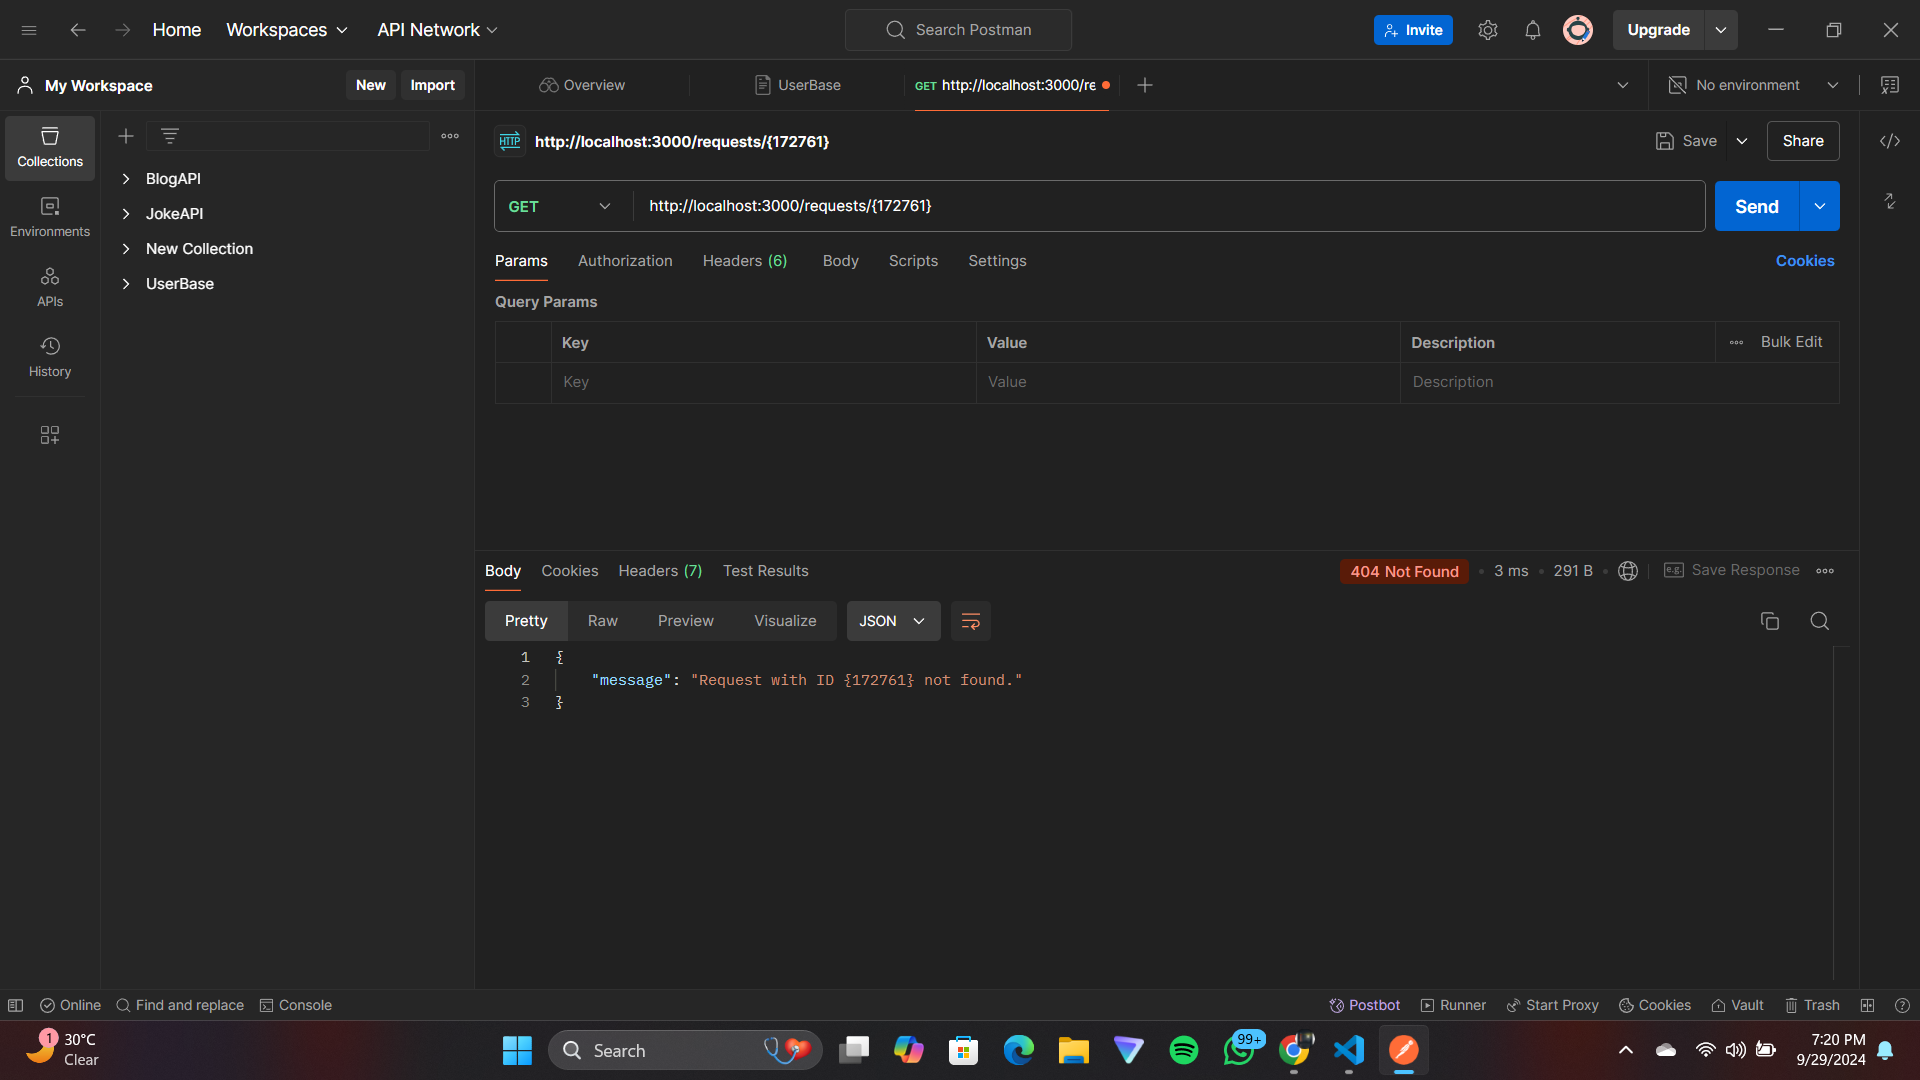 Home
Workspaces
API Network
Search Postman
Invite
Upgrade
My Workspace
New
Import
Overview
UserBase
GET http://localhost:3000/re
No environment
Collections
Environments
APIs
History
BlogAPI
JokeAPI
New Collection
UserBase
HTTP
http://localhost:3000/requests/{172761}
Save
Share
GET
http://localhost:3000/requests/{172761}
Send
Params
Authorization
Headers (6)
Body
Scripts
Settings
Cookies
Query Params
Key
Value
Description
Bulk Edit
Key
Value
Description
Body
Cookies
Headers (7)
Test Results
404 Not Found
3 ms
291 B
e.g.
Save Response
Pretty
Raw
Preview
Visualize
JSON
1 {
2 "message": "Request with ID {172761} not found."
3 }
Online
Find and replace
Console
Postbot
Runner
Start Proxy
Cookies
Vault
Trash
1
30°C
Clear
Search
99+
7:20 PM
9/29/2024